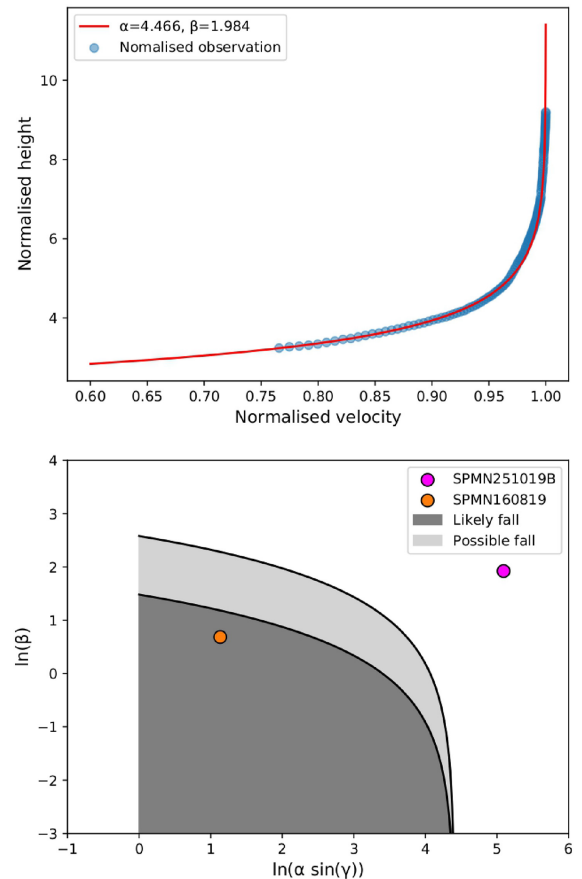 α=4.466, β=1.984
Nomalised observation
Normalised height
10
8
6
4
0.60 0.65 0.70 0.75 0.80 0.85 0.90 0.95 1.00
Normalised velocity
SPMN251019B
SPMN160819
Likely fall
Possible fall
ln(β)
4
3
2
1
0
−1
−2
−3
−1 0 1 2 3 4 5 6
ln(α sin(γ))